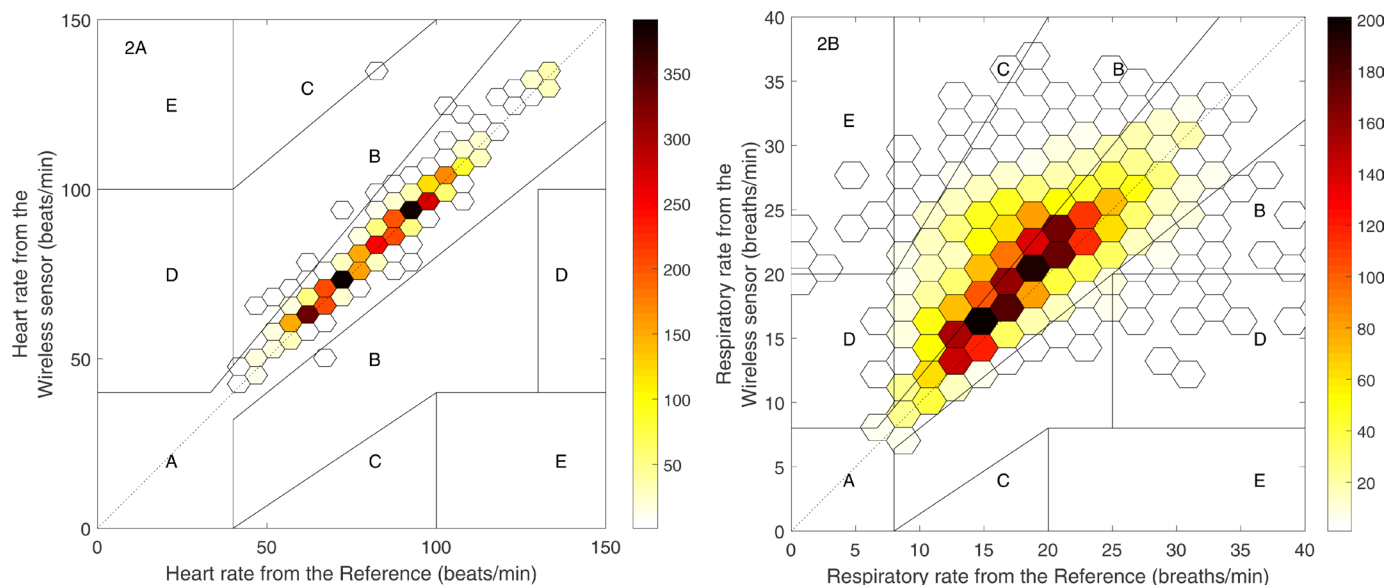 2A
E
C
B
D
D
B
A
C
E
150
100
50
0
0
50
100
150
Heart rate from the
Wireless sensor (beats/min)
Heart rate from the Reference (beats/min)
350
300
250
200
150
100
50
2B
C
B
E
B
D
D
A
C
E
40
35
30
25
20
15
10
5
0
0
5
10
15
20
25
30
35
40
Respiratory rate from the
Wireless sensor (breaths/min)
Respiratory rate from the Reference (breaths/min)
200
180
160
140
120
100
80
60
40
20